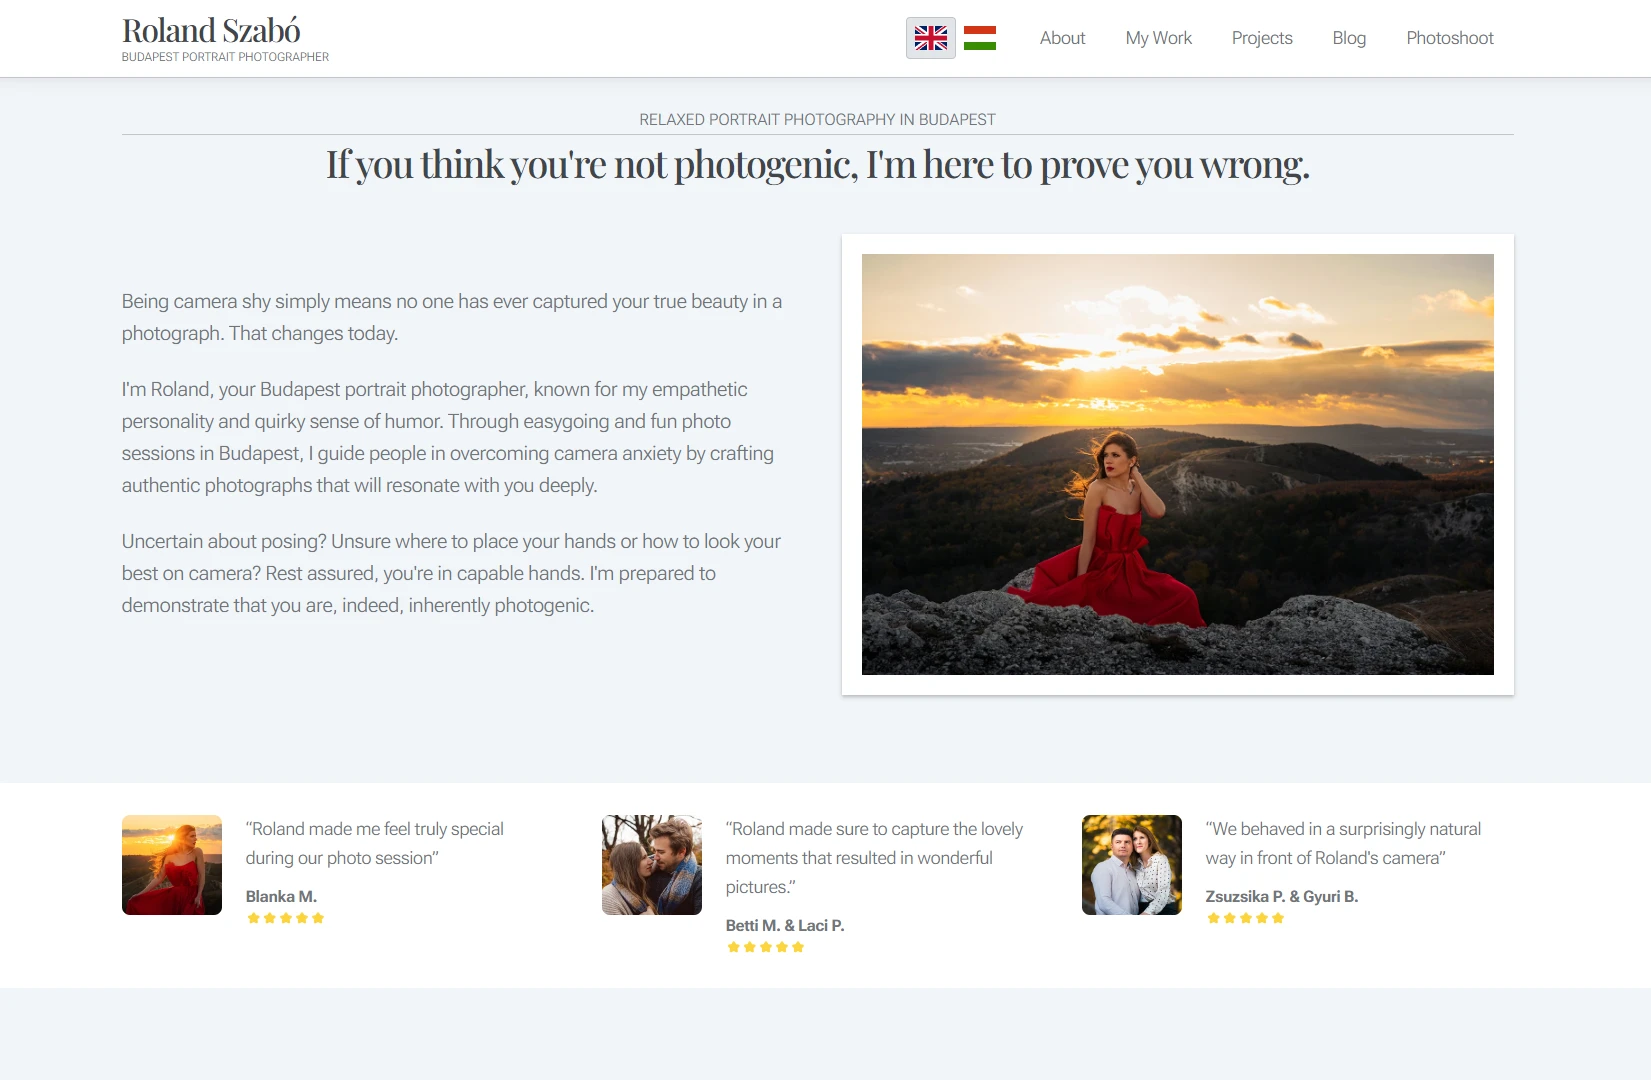 Roland Szabó
BUDAPEST PORTRAIT PHOTOGRAPHER
About
My Work
Projects
Blog
Photoshoot
RELAXED PORTRAIT PHOTOGRAPHY IN BUDAPEST
If you think you're not photogenic, I'm here to prove you wrong.
Being camera shy simply means no one has ever captured your true beauty in a
photograph. That changes today.
I'm Roland, your Budapest portrait photographer, known for my empathetic
personality and quirky sense of humor. Through easygoing and fun photo
sessions in Budapest, I guide people in overcoming camera anxiety by crafting
authentic photographs that will resonate with you deeply.
Uncertain about posing? Unsure where to place your hands or how to look your
best on camera? Rest assured, you're in capable hands. I'm prepared to
demonstrate that you are, indeed, inherently photogenic.
“Roland made me feel truly special
during our photo session”
Blanka M.
“Roland made sure to capture the lovely
moments that resulted in wonderful
pictures.”
Betti M. & Laci P.
“We behaved in a surprisingly natural
way in front of Roland's camera”
Zsuzsika P. & Gyuri B.